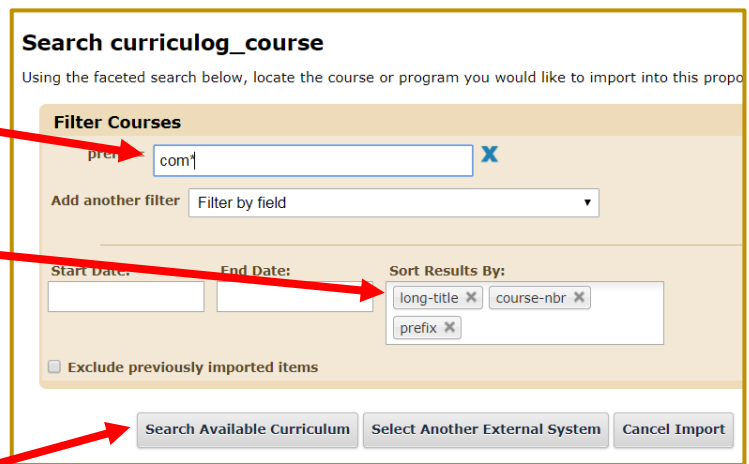 Search curriculog_course
Using the faceted search below, locate the course or program you would like to import into this propo
Filter Courses
com* X
Add another filter Filter by field
Start Date: End Date: Sort Results By:
long-title course-nbr
prefix
Exclude previously imported items
Search Available Curriculum Select Another External System Cancel Import